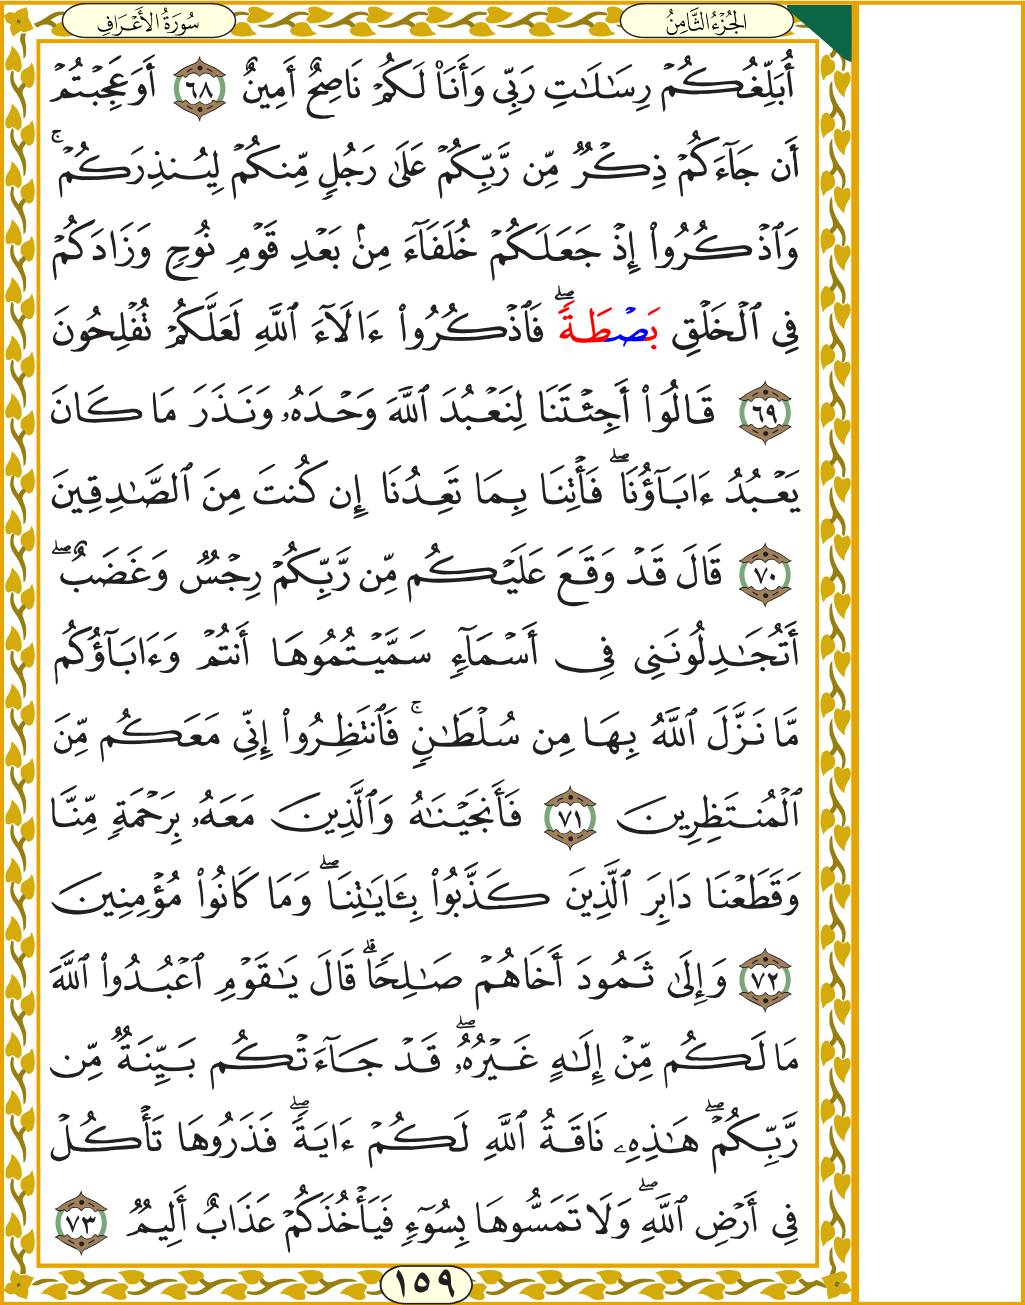 الجُزْءُ الثَّامِنُ
سُورَةُ الأَعْرَافِ
أُبَلِّغُكُمْ رِسَٰلَٰتِ رَبِّى وَأَنَا۠ لَكُمْ نَاصِحٌ أَمِينٌ ٦٨ أَوَعَجِبْتُمْ
أَن جَآءَكُمْ ذِكْرٌ مِّن رَّبِّكُمْ عَلَىٰ رَجُلٍ مِّنكُمْ لِيُنذِرَكُمْ ۚ
وَٱذْكُرُوا۟ إِذْ جَعَلَكُمْ خُلَفَآءَ مِنۢ بَعْدِ قَوْمِ نُوحٍ وَزَادَكُمْ
فِى ٱلْخَلْقِ بَصْۜطَةً ۖ فَٱذْكُرُوٓا۟ ءَالَآءَ ٱللَّهِ لَعَلَّكُمْ تُفْلِحُونَ
٦٩ قَالُوٓا۟ أَجِئْتَنَا لِنَعْبُدَ ٱللَّهَ وَحْدَهُۥ وَنَذَرَ مَا كَانَ
يَعْبُدُ ءَابَآؤُنَا ۖ فَأْتِنَا بِمَا تَعِدُنَآ إِن كُنتَ مِنَ ٱلصَّٰدِقِينَ
٧٠ قَالَ قَدْ وَقَعَ عَلَيْكُم مِّن رَّبِّكُمْ رِجْسٌ وَغَضَبٌ ۖ
أَتُجَٰدِلُونَنِى فِىٓ أَسْمَآءٍ سَمَّيْتُمُوهَآ أَنتُمْ وَءَابَآؤُكُم
مَّا نَزَّلَ ٱللَّهُ بِهَا مِن سُلْطَٰنٍ ۚ فَٱنتَظِرُوٓا۟ إِنِّى مَعَكُم مِّنَ
ٱلْمُنتَظِرِينَ ٧١ فَأَنجَيْنَٰهُ وَٱلَّذِينَ مَعَهُۥ بِرَحْمَةٍ مِّنَّا
وَقَطَعْنَا دَابِرَ ٱلَّذِينَ كَذَّبُوا۟ بِـَٔايَٰتِنَا ۖ وَمَا كَانُوا۟ مُؤْمِنِينَ
٧٢ وَإِلَىٰ ثَمُودَ أَخَاهُمْ صَٰلِحًا ۗ قَالَ يَٰقَوْمِ ٱعْبُدُوا۟ ٱللَّهَ
مَا لَكُم مِّنْ إِلَٰهٍ غَيْرُهُۥ ۖ قَدْ جَآءَتْكُم بَيِّنَةٌ مِّن
رَّبِّكُمْ ۖ هَٰذِهِۦ نَاقَةُ ٱللَّهِ لَكُمْ ءَايَةً ۖ فَذَرُوهَا تَأْكُلْ
فِىٓ أَرْضِ ٱللَّهِ ۖ وَلَا تَمَسُّوهَا بِسُوٓءٍ فَيَأْخُذَكُمْ عَذَابٌ أَلِيمٌ ٧٣
١٥٩